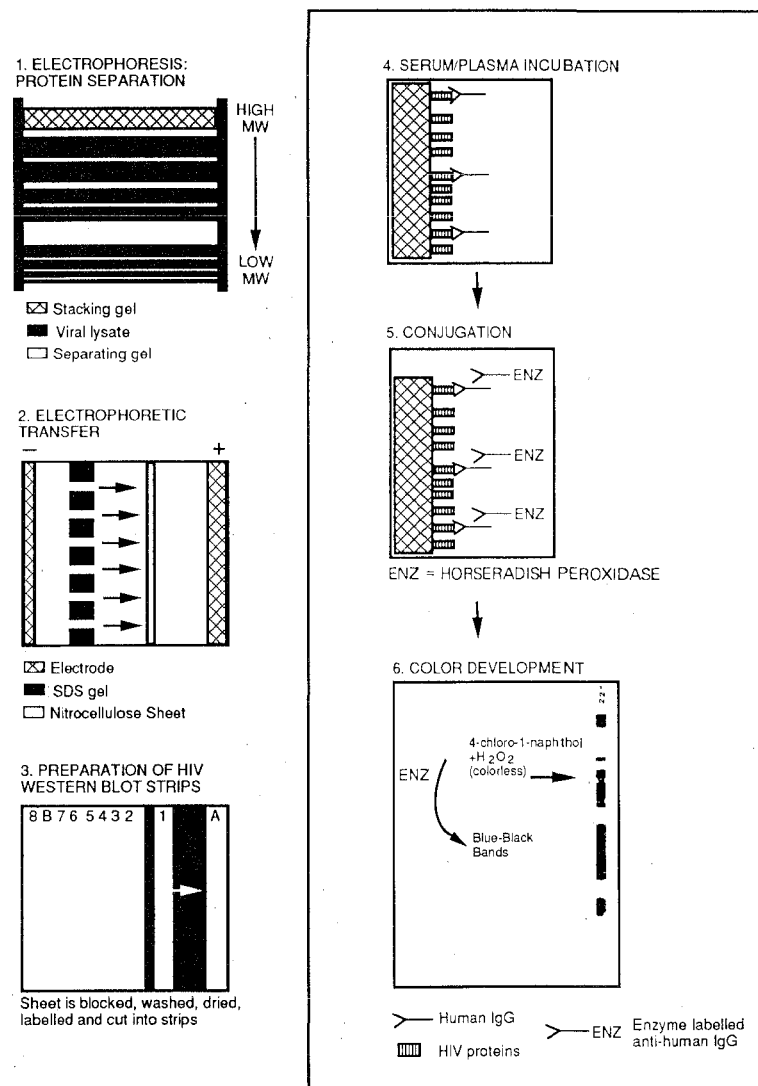 1. ELECTROPHORESIS:
PROTEIN SEPARATION
HIGH
MW
LOW
MW
Stacking gel
Viral lysate
Separating gel
2. ELECTROPHORETIC
TRANSFER
— +
Electrode
SDS gel
Nitrocellulose Sheet
3. PREPARATION OF HIV
WESTERN BLOT STRIPS
8 B 7 6 5 4 3 2 1 A
Sheet is blocked, washed, dried,
labelled and cut into strips
4. SERUM/PLASMA INCUBATION
5. CONJUGATION
ENZ
ENZ
ENZ
ENZ = HORSERADISH PEROXIDASE
6. COLOR DEVELOPMENT
4-chloro-1-naphthol
+H2O2
(colorless)
ENZ
Blue-Black
Bands
Human IgG
HIV proteins
ENZ Enzyme labelled
anti-human IgG